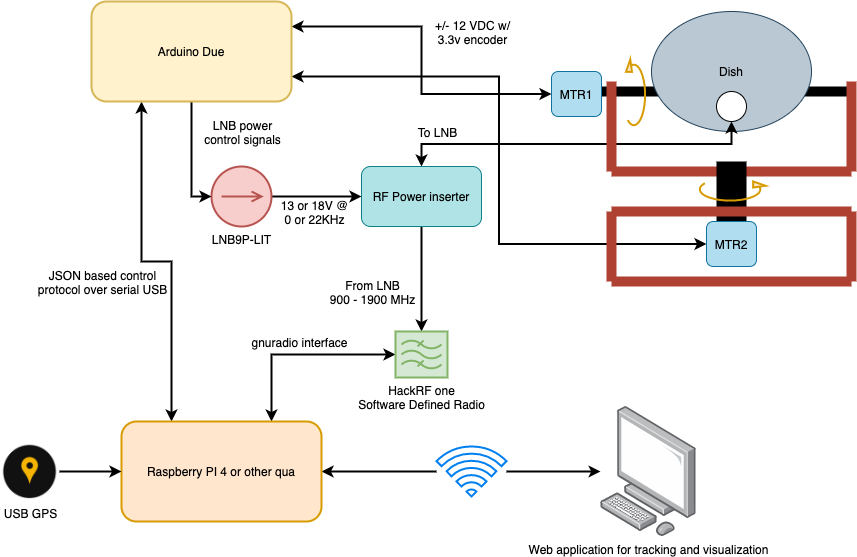 Arduino Due
+/- 12 VDC w/
3.3v encoder
MTR1
Dish
LNB power
control signals
To LNB
RF Power inserter
13 or 18V @
0 or 22KHz
LNB9P-LIT
MTR2
JSON based control
protocol over serial USB
From LNB
900 - 1900 MHz
gnuradio interface
HackRF one
Software Defined Radio
Raspberry PI 4 or other qua
USB GPS
Web application for tracking and visualization